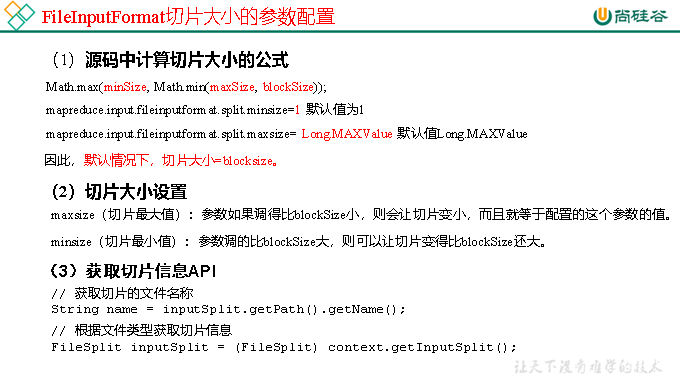 FileInputFormat切片大小的参数配置
尚硅谷
（1）源码中计算切片大小的公式
Math.max(minSize, Math.min(maxSize, blockSize));
mapreduce.input.fileinputformat.split.minsize=1 默认值为1
mapreduce.input.fileinputformat.split.maxsize= Long.MAXValue 默认值Long.MAXValue
因此，默认情况下，切片大小=blocksize。
（2）切片大小设置
maxsize（切片最大值）：参数如果调得比blockSize小，则会让切片变小，而且就等于配置的这个参数的值。
minsize（切片最小值）：参数调的比blockSize大，则可以让切片变得比blockSize还大。
（3）获取切片信息API
// 获取切片的文件名称
String name = inputSplit.getPath().getName();
// 根据文件类型获取切片信息
FileSplit inputSplit = (FileSplit) context.getInputSplit();
让天下没有难学的技术